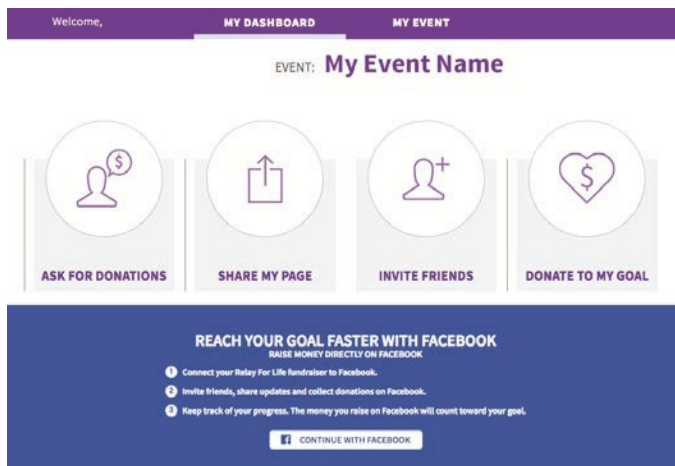 Welcome, MY DASHBOARD MY EVENT
EVENT: My Event Name
$ $
ASK FOR DONATIONS SHARE MY PAGE INVITE FRIENDS DONATE TO MY GOAL
REACH YOUR GOAL FASTER WITH FACEBOOK
RAISE MONEY DIRECTLY ON FACEBOOK
1 Connect your Relay For Life fundraiser to Facebook.
2 Invite friends, share updates and collect donations on Facebook.
3 Keep track of your progress. The money you raise on Facebook will count toward your goal.
f CONTINUE WITH FACEBOOK